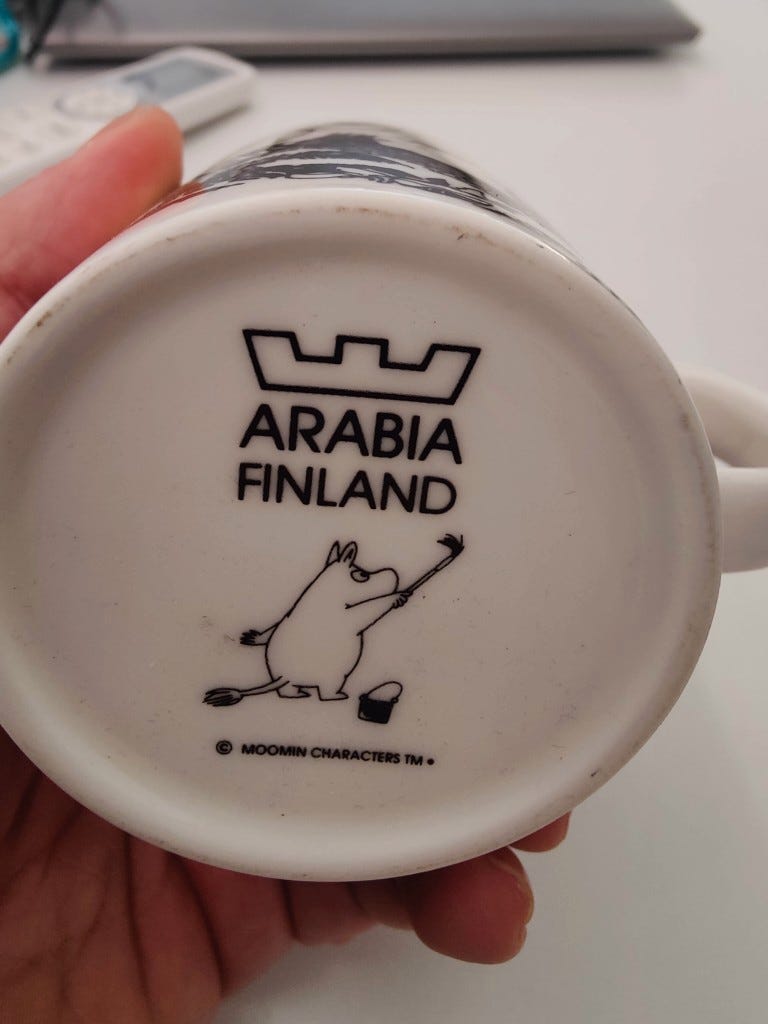 ARABIA
FINLAND
© MOOMIN CHARACTERS TM •